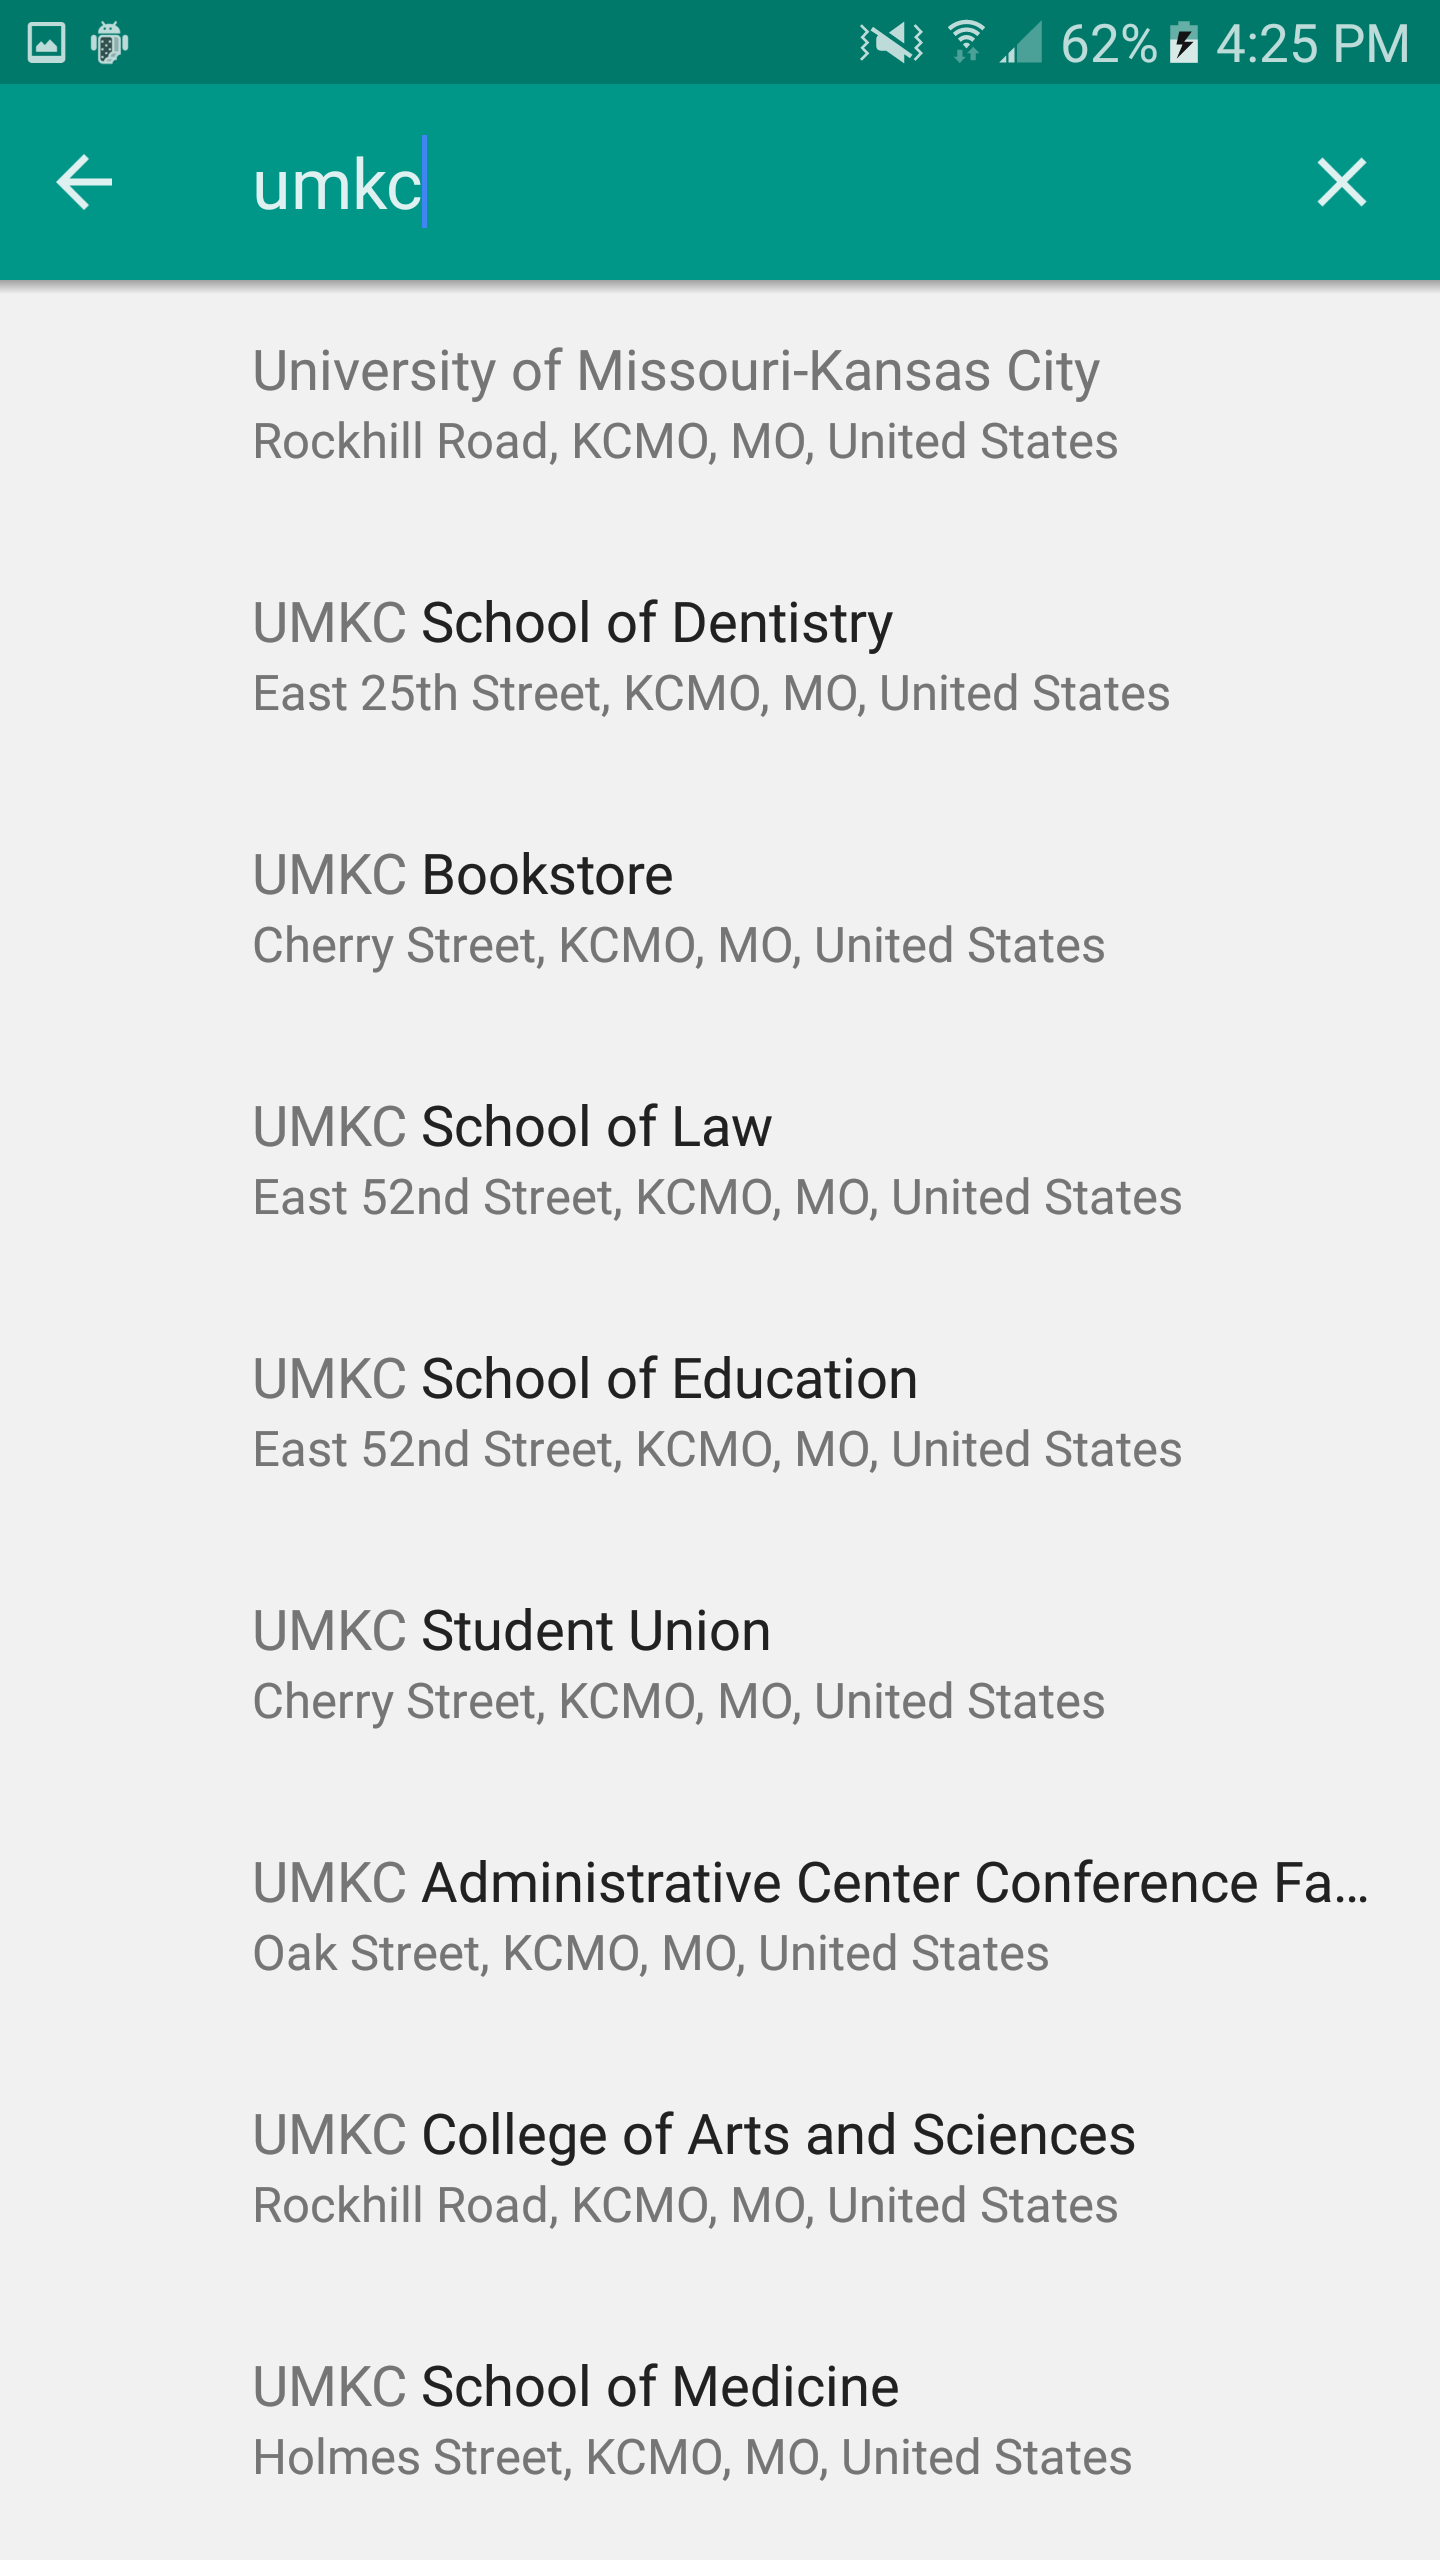 62% 4:25 PM
umkc
University of Missouri-Kansas City
Rockhill Road, KCMO, MO, United States
UMKC School of Dentistry
East 25th Street, KCMO, MO, United States
UMKC Bookstore
Cherry Street, KCMO, MO, United States
UMKC School of Law
East 52nd Street, KCMO, MO, United States
UMKC School of Education
East 52nd Street, KCMO, MO, United States
UMKC Student Union
Cherry Street, KCMO, MO, United States
UMKC Administrative Center Conference Fa...
Oak Street, KCMO, MO, United States
UMKC College of Arts and Sciences
Rockhill Road, KCMO, MO, United States
UMKC School of Medicine
Holmes Street, KCMO, MO, United States